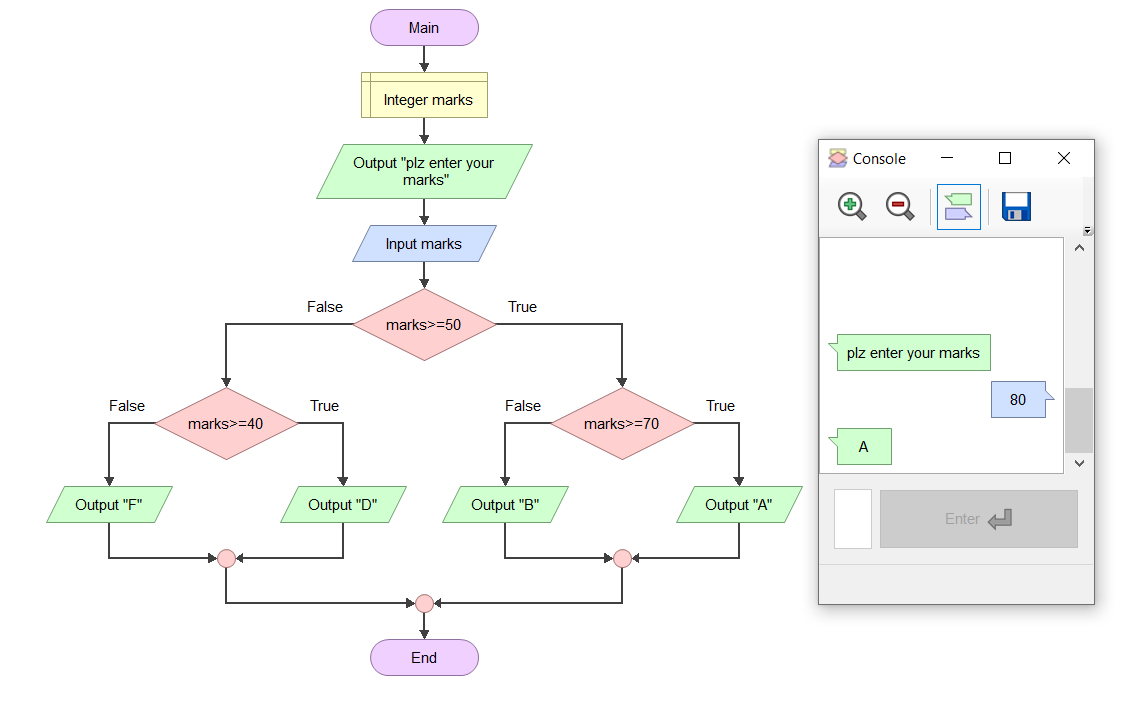 Main
Integer marks
Output "plz enter your
marks"
Input marks
False
True
marks>=50
False
True
marks>=40
False
True
marks>=70
Output "F"
Output "D"
Output "B"
Output "A"
End
Console
plz enter your marks
80
A
Enter